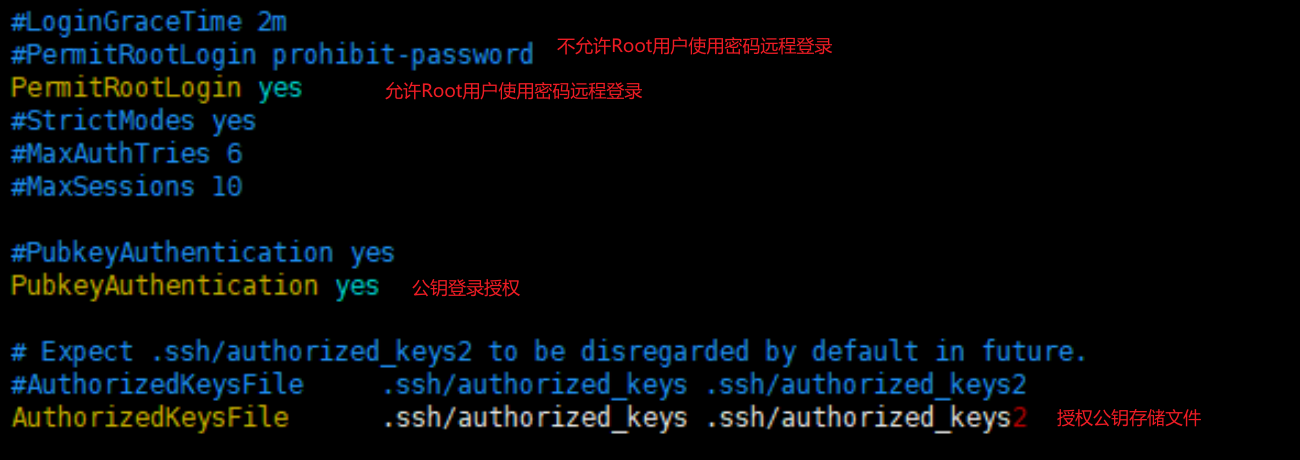 #LoginGraceTime 2m
#PermitRootLogin prohibit-password 不允许Root用户使用密码远程登录
PermitRootLogin yes 允许Root用户使用密码远程登录
#StrictModes yes
#MaxAuthTries 6
#MaxSessions 10
#PubkeyAuthentication yes
PubkeyAuthentication yes 公钥登录授权
# Expect .ssh/authorized_keys2 to be disregarded by default in future.
#AuthorizedKeysFile .ssh/authorized_keys .ssh/authorized_keys2
AuthorizedKeysFile .ssh/authorized_keys .ssh/authorized_keys2 授权公钥存储文件